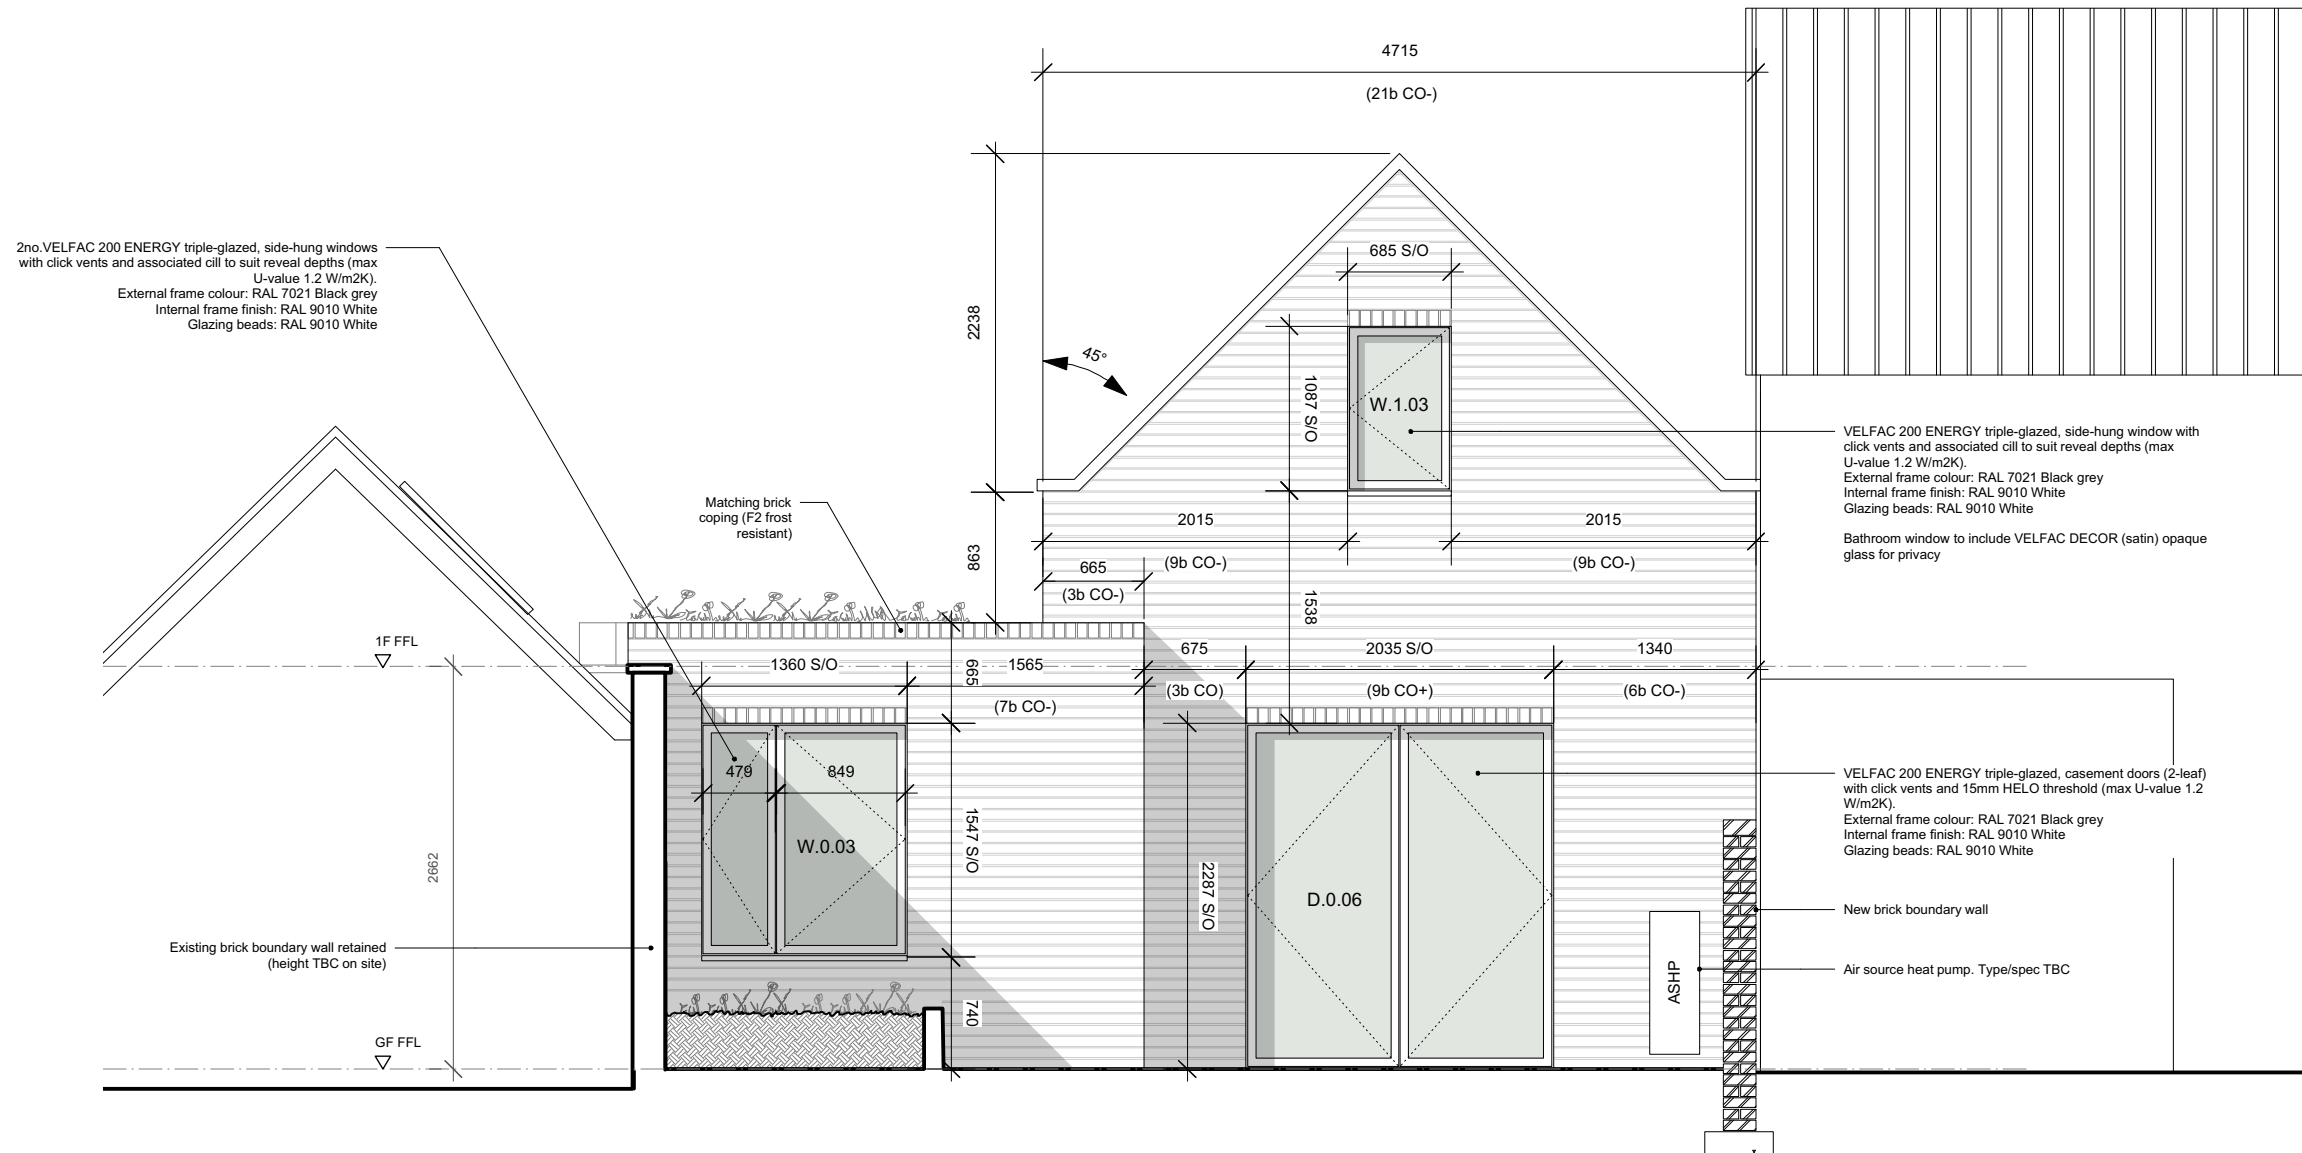 4715
(21b CO-)
2no.VELFAC 200 ENERGY triple-glazed, side-hung windows
with click vents and associated cill to suit reveal depths (max
U-value 1.2 W/m2K).
External frame colour: RAL 7021 Black grey
Internal frame finish: RAL 9010 White
Glazing beads: RAL 9010 White
685 S/O
2238
45°
1087 S/O
W.1.03
VELFAC 200 ENERGY triple-glazed, side-hung window with
click vents and associated cill to suit reveal depths (max
U-value 1.2 W/m2K).
External frame colour: RAL 7021 Black grey
Internal frame finish: RAL 9010 White
Glazing beads: RAL 9010 White
Bathroom window to include VELFAC DECOR (satin) opaque
glass for privacy
Matching brick
coping (F2 frost
resistant)
2015
(9b CO-)
2015
(9b CO-)
863
665
(3b CO-)
1538
1F FFL
1360 S/O
665
1565
(7b CO-)
675
(3b CO)
2035 S/O
(9b CO+)
1340
(6b CO-)
479
849
W.0.03
1547 S/O
2287 S/O
D.0.06
VELFAC 200 ENERGY triple-glazed, casement doors (2-leaf)
with click vents and 15mm HELO threshold (max U-value 1.2
W/m2K).
External frame colour: RAL 7021 Black grey
Internal frame finish: RAL 9010 White
Glazing beads: RAL 9010 White
2662
New brick boundary wall
Existing brick boundary wall retained
(height TBC on site)
ASHP
Air source heat pump. Type/spec TBC
740
GF FFL